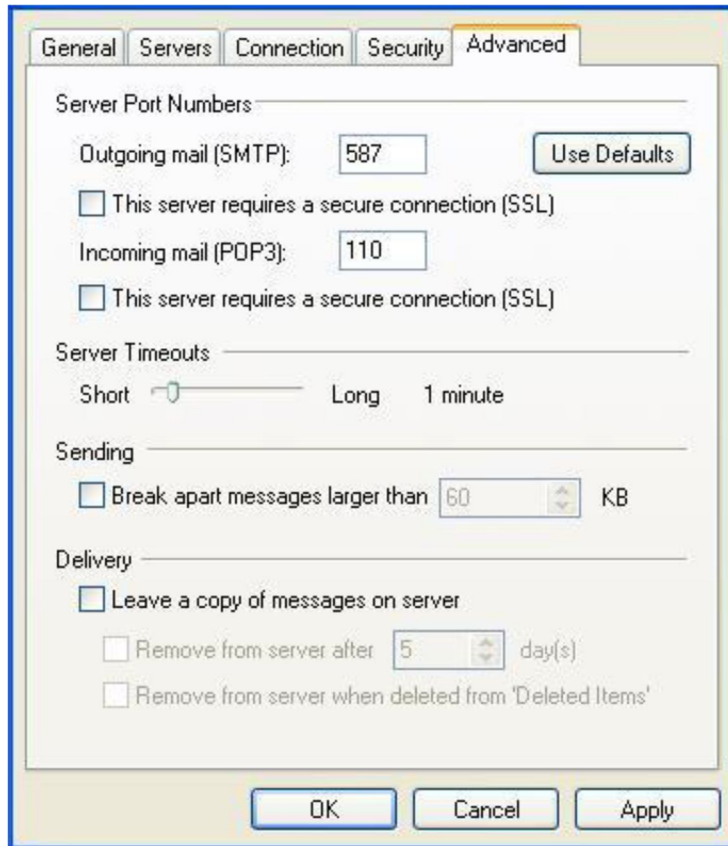 General Servers Connection Security Advanced
Server Port Numbers
Outgoing mail (SMTP): 587 Use Defaults
This server requires a secure connection (SSL)
Incoming mail (POP3): 110
This server requires a secure connection (SSL)
Server Timeouts
Short Long 1 minute
Sending
Break apart messages larger than 60 KB
Delivery
Leave a copy of messages on server
Remove from server after 5 day(s)
Remove from server when deleted from 'Deleted Items'
OK Cancel Apply